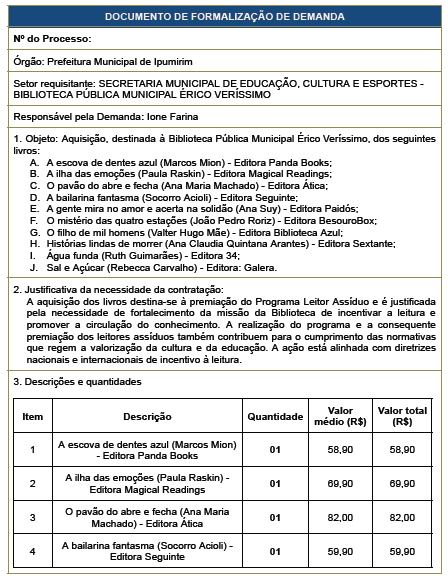 DOCUMENTO DE FORMALIZAÇÃO DE DEMANDA
Nº do Processo:
Órgão: Prefeitura Municipal de Ipumirim
Setor requisitante: SECRETARIA MUNICIPAL DE EDUCAÇÃO, CULTURA E ESPORTES -
BIBLIOTECA PÚBLICA MUNICIPAL ÉRICO VERÍSSIMO
Responsável pela Demanda: Ione Farina
1. Objeto: Aquisição, destinada à Biblioteca Pública Municipal Érico Veríssimo, dos seguintes
livros:
A. A escova de dentes azul (Marcos Mion) - Editora Panda Books;
B. A ilha das emoções (Paula Raskin) - Editora Magical Readings;
C. O pavão do abre e fecha (Ana Maria Machado) - Editora Ática;
D. A bailarina fantasma (Socorro Acioli) - Editora Seguinte;
E. A gente mira no amor e acerta na solidão (Ana Suy) - Editora Paidós;
F. O mistério das quatro estações (João Pedro Roriz) - Editora BesouroBox;
G. O filho de mil homens (Valter Hugo Mãe) - Editora Biblioteca Azul;
H. Histórias lindas de morrer (Ana Claudia Quintana Arantes) - Editora Sextante;
I. Água funda (Ruth Guimarães) - Editora 34;
J. Sal e Açúcar (Rebecca Carvalho) - Editora: Galera.
2. Justificativa da necessidade da contratação:
A aquisição dos livros destina-se à premiação do Programa Leitor Assíduo e é justificada
pela necessidade de fortalecimento da missão da Biblioteca de incentivar a leitura e
promover a circulação do conhecimento. A realização do programa e a consequente
premiação dos leitores assíduos também contribuem para o cumprimento das normativas
que regem a valorização da cultura e da educação. A ação está alinhada com diretrizes
nacionais e internacionais de incentivo à leitura.
3. Descrições e quantidades
Item Descrição Quantidade Valor médio (R$) Valor total (R$)
1 A escova de dentes azul (Marcos Mion) - Editora Panda Books 01 58,90 58,90
2 A ilha das emoções (Paula Raskin) - Editora Magical Readings 01 69,90 69,90
3 O pavão do abre e fecha (Ana Maria Machado) - Editora Ática 01 82,00 82,00
4 A bailarina fantasma (Socorro Acioli) - Editora Seguinte 01 59,90 59,90